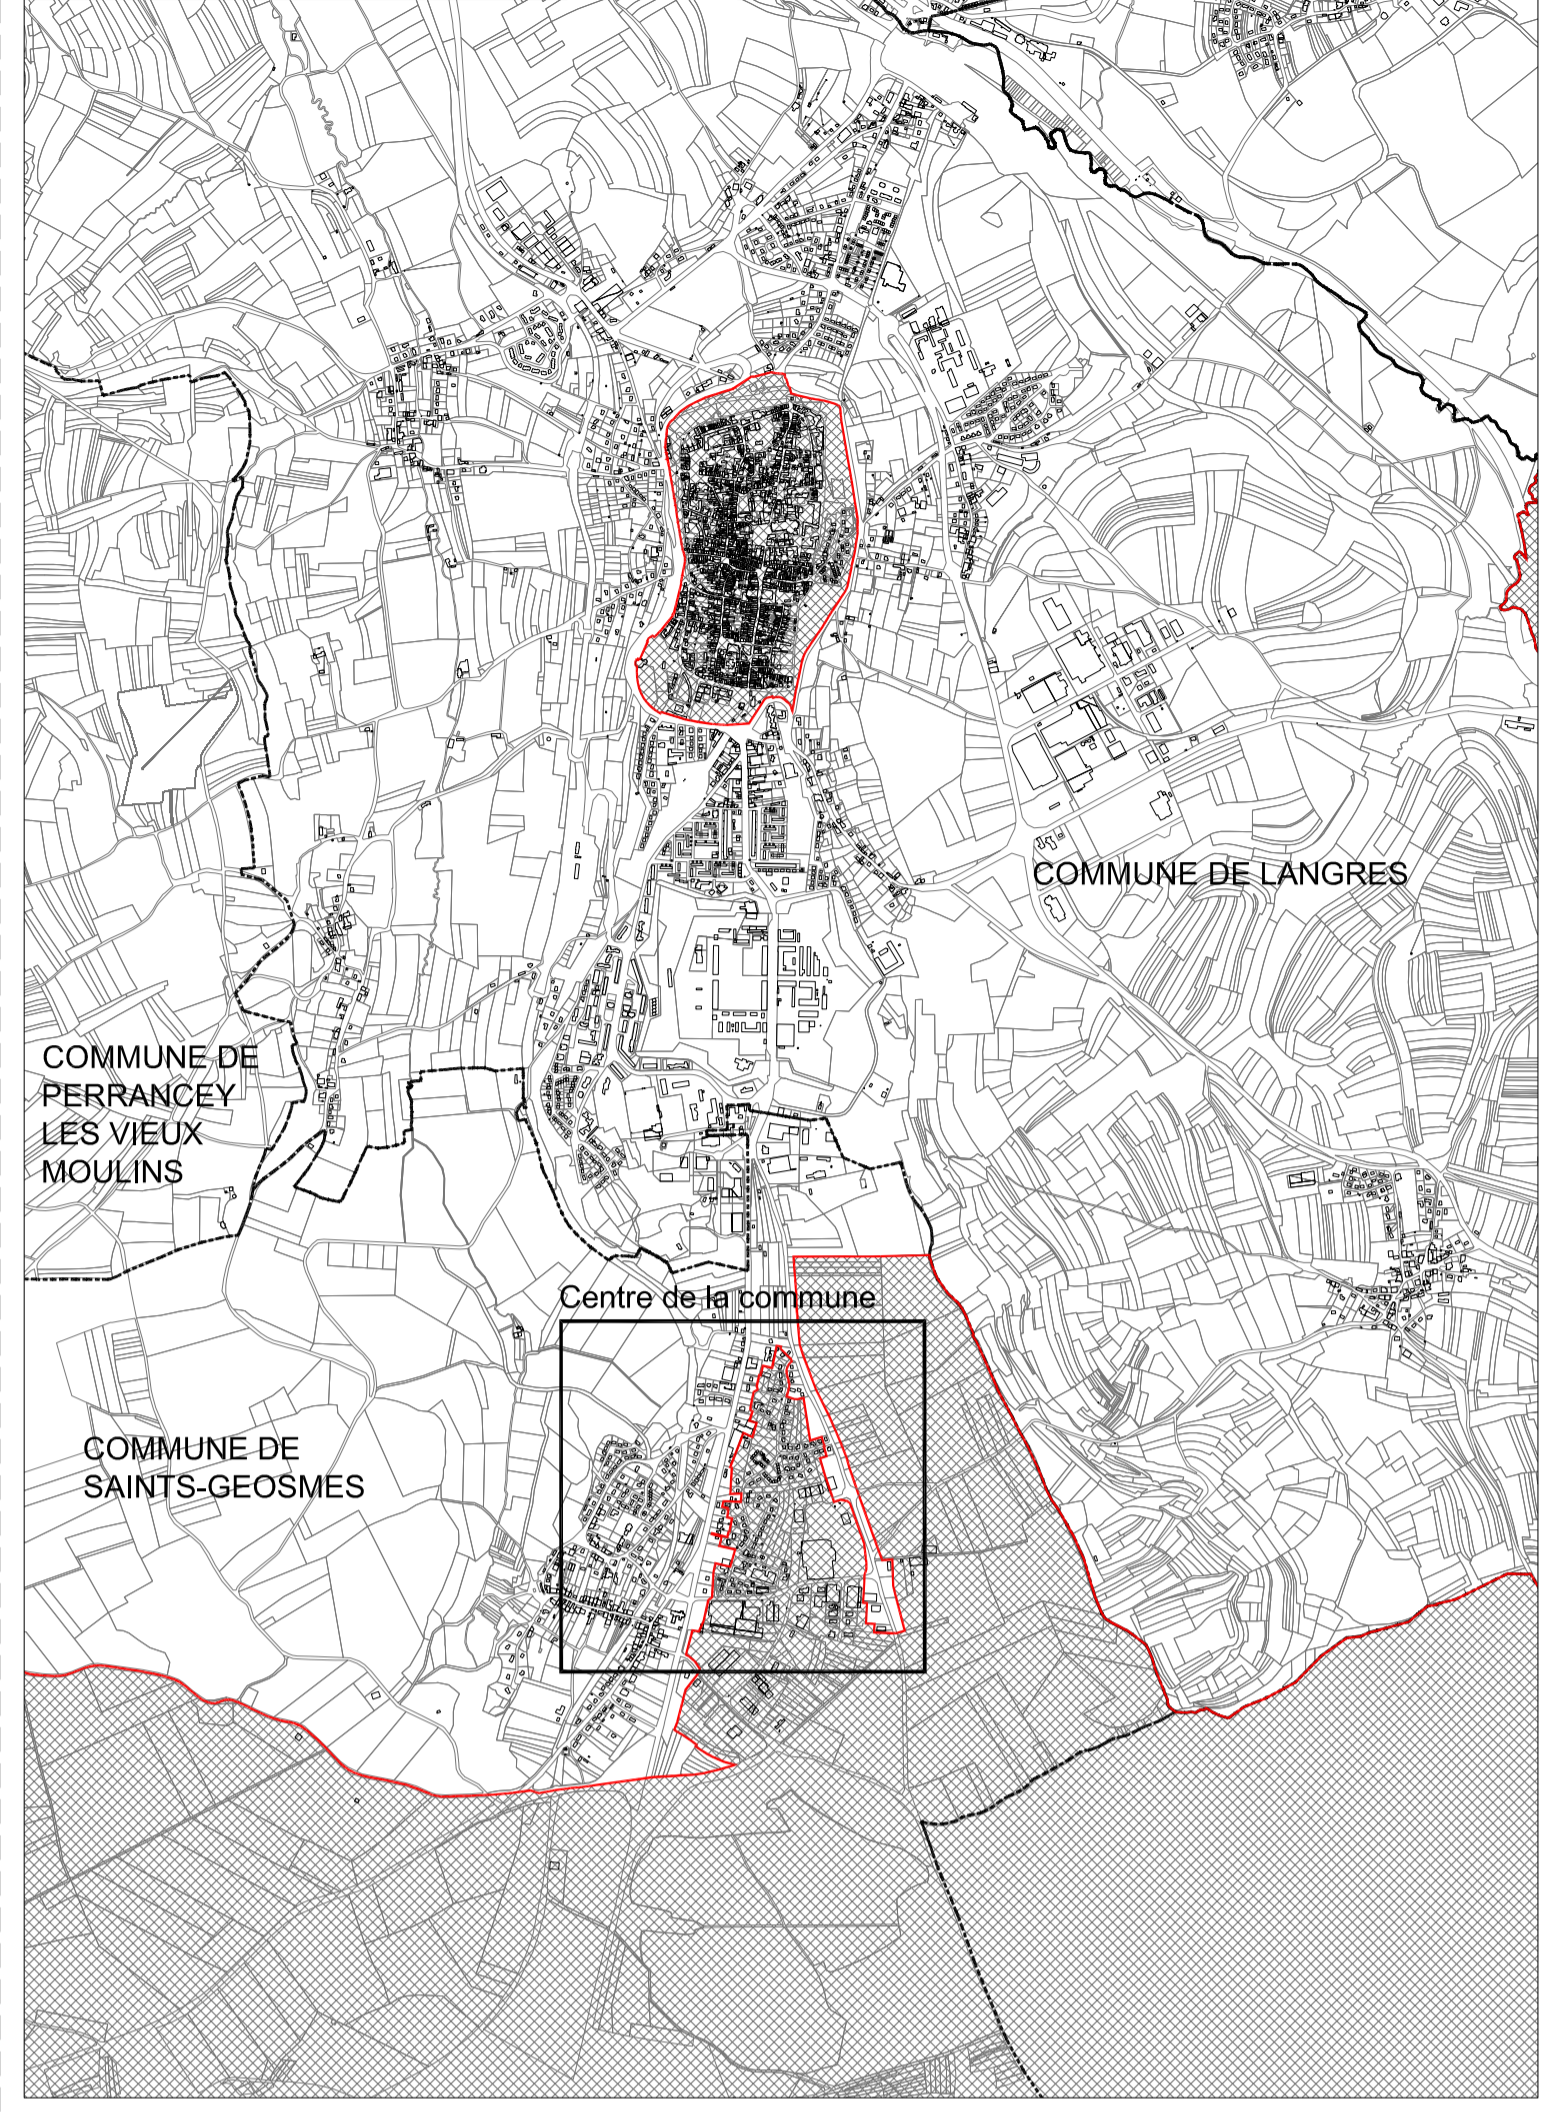 COMMUNE DE LANGRES
COMMUNE DE
PERRANCEY
LES VIEUX
MOULINS
Centre de la commune
COMMUNE DE
SAINTS-GEOSMES